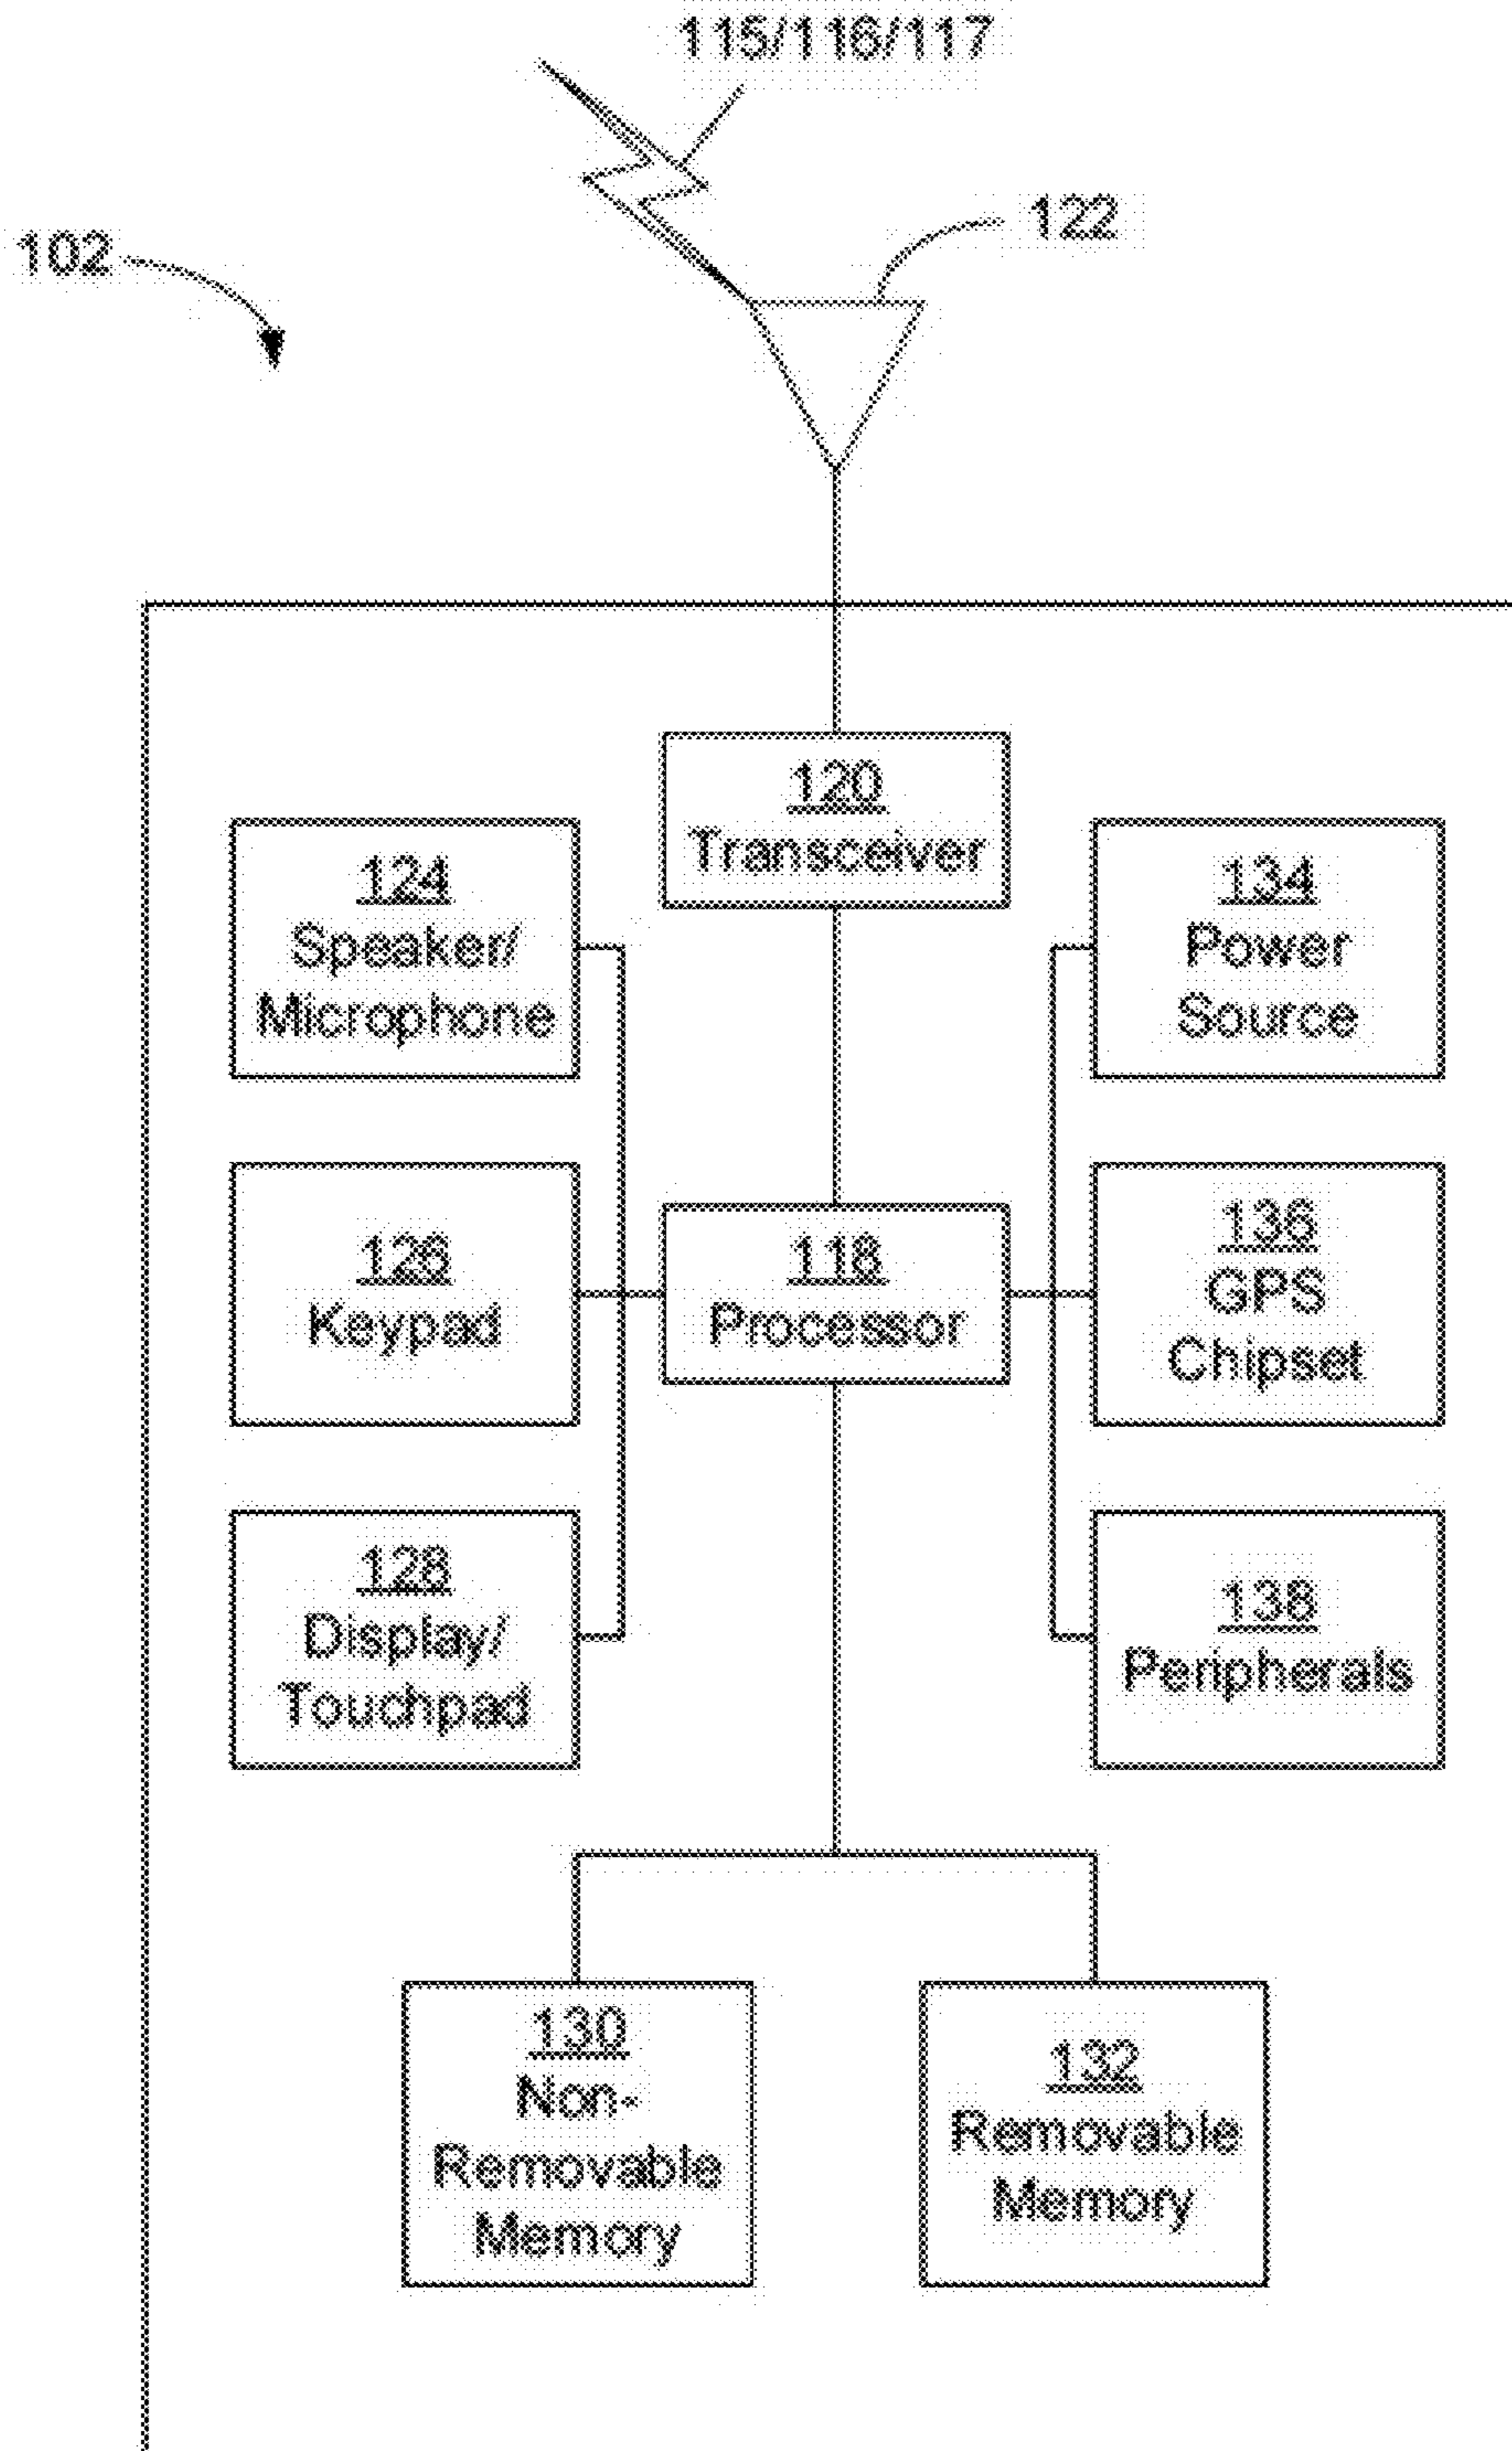 115/116/117
122
102
120
Transceiver
124
Speaker/
Microphone
134
Power
Source
126
Keypad
118
Processor
136
GPS
Chipset
128
Display/
Touchpad
138
Peripherals
130
Non-
Removable
Memory
132
Removable
Memory